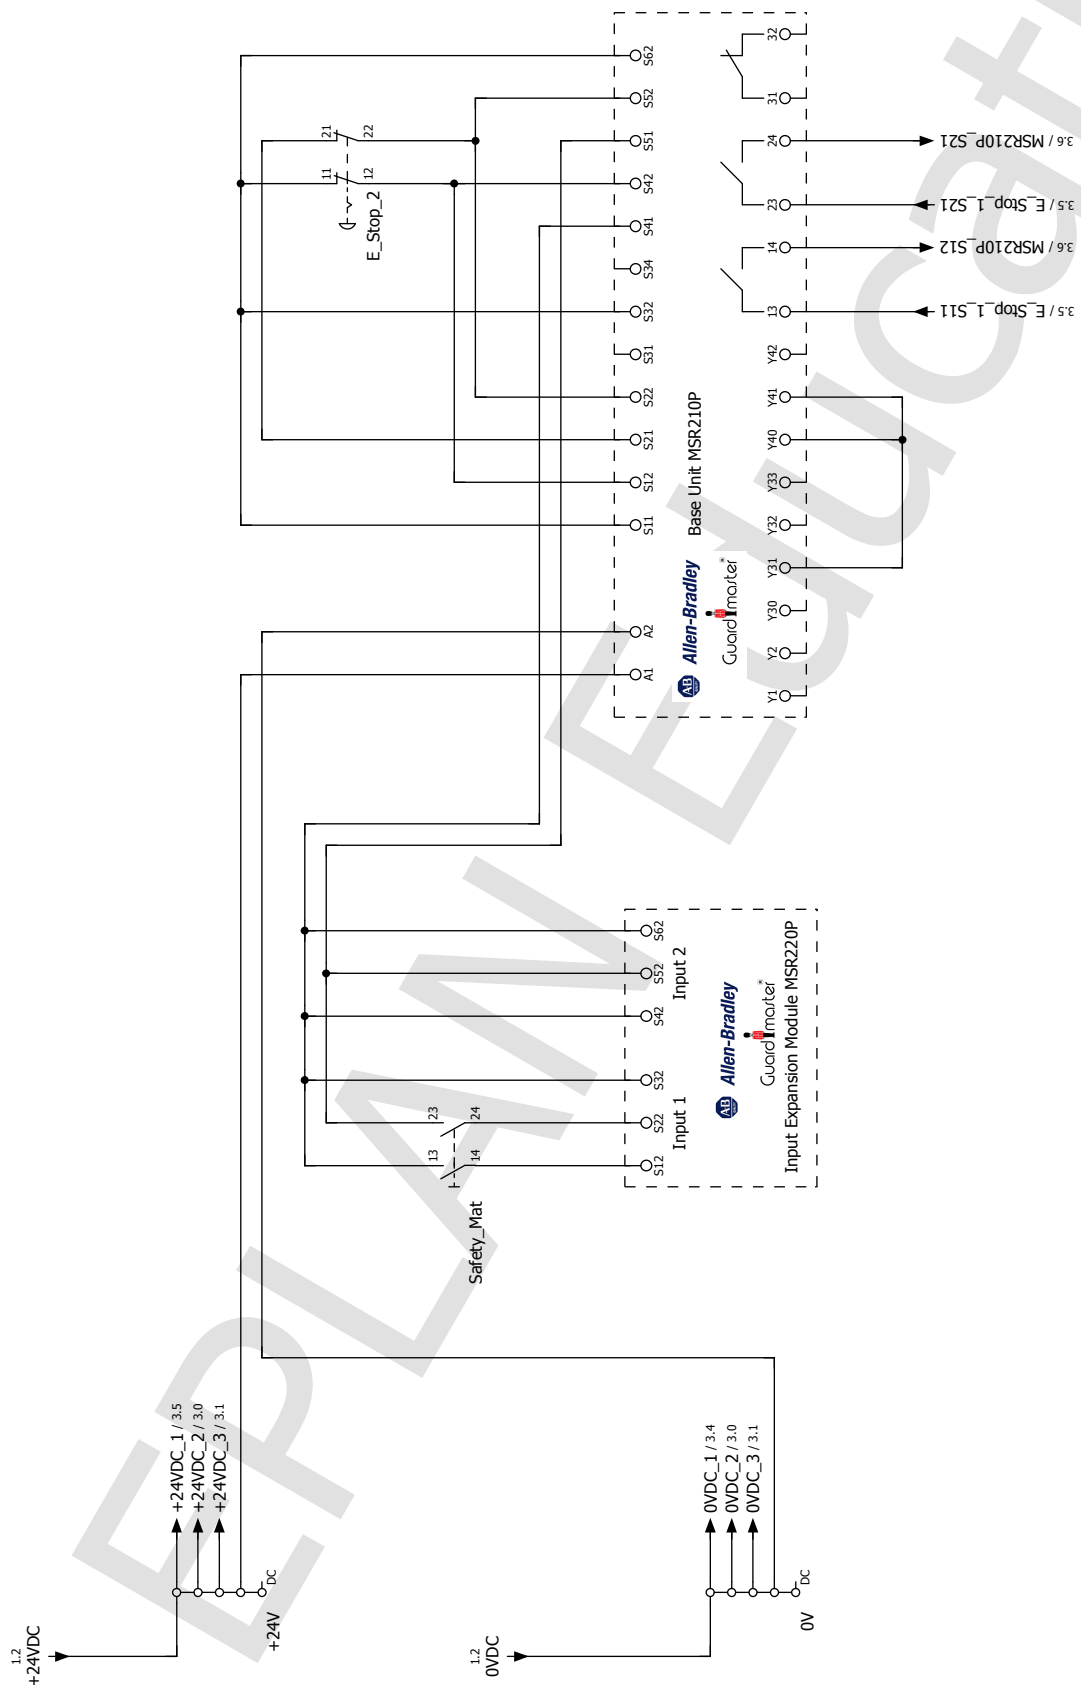 1.2
+24VDC
+24VDC_1 / 3.5
+24VDC_2 / 3.0
+24VDC_3 / 3.1
DC
+24V
1.2
0VDC
0VDC_1 / 3.4
0VDC_2 / 3.0
0VDC_3 / 3.1
DC
0V
13
23
14
24
Safety_Mat
S12
S22
S32
S42
S52
S62
Input 1
Input 2
AB
Allen-Bradley
Guardmaster®
Input Expansion Module MSR220P
11
21
12
22
E_Stop_2
A1
A2
S11
S12
S21
S22
S31
S32
S34
S41
S42
S51
S52
S62
AB
Allen-Bradley
Guardmaster®
Base Unit MSR210P
Y1
Y2
Y30
Y31
Y32
Y33
Y40
Y41
Y42
13
14
23
24
31
32
3.5 / E_Stop_1_S11
3.6 / MSR210P_S12
3.5 / E_Stop_1_S21
3.6 / MSR210P_S21
EPLAN Educat